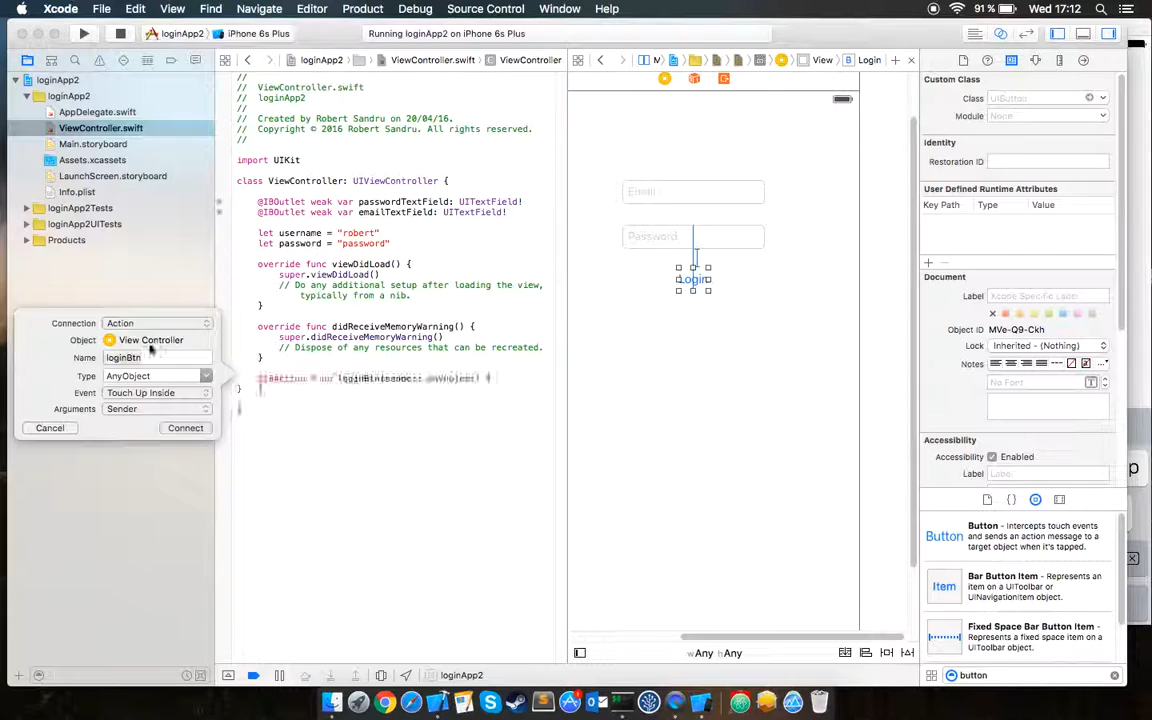 Xcode File Edit View Find Navigate Editor Product Debug Source Control Window Help 91 % Wed 17:12
loginApp2 iPhone 6s Plus Running loginApp2 on iPhone 6s Plus
loginApp2 ViewController.swift ViewController View Login
loginApp2
loginApp2
AppDelegate.swift
ViewController.swift
Main.storyboard
Assets.xcassets
LaunchScreen.storyboard
Info.plist
loginApp2Tests
loginApp2UITests
Products
Connection Action
Object View Controller
Name loginBtn
Type AnyObject
Event Touch Up Inside
Arguments Sender
Cancel Connect
//
// ViewController.swift
// loginApp2
//
// Created by Robert Sandru on 20/04/16.
// Copyright © 2016 Robert Sandru. All rights reserved.
//
import UIKit
class ViewController: UIViewController {
@IBOutlet weak var passwordTextField: UITextField!
@IBOutlet weak var emailTextField: UITextField!
let username = "robert"
let password = "password"
override func viewDidLoad() {
super.viewDidLoad()
// Do any additional setup after loading the view,
typically from a nib.
}
override func didReceiveMemoryWarning() {
super.didReceiveMemoryWarning()
// Dispose of any resources that can be recreated.
}
}
Email
Password
Login
wAny hAny
loginApp2
Custom Class
Class UIButton
Module None
Identity
Restoration ID
User Defined Runtime Attributes
Key Path Type Value
Document
Label Xcode Specific Label
Object ID MVe-Q9-Ckh
Lock Inherited - (Nothing)
Notes
No Font
Accessibility
Accessibility Enabled
Label Label
Button Button - Intercepts touch events
and sends an action message to a
target object when it's tapped.
Item Bar Button Item - Represents an
item on a UIToolbar or
UINavigationItem object.
Fixed Space Bar Button Item -
Represents a fixed space item on a
UIToolbar object.
button
p